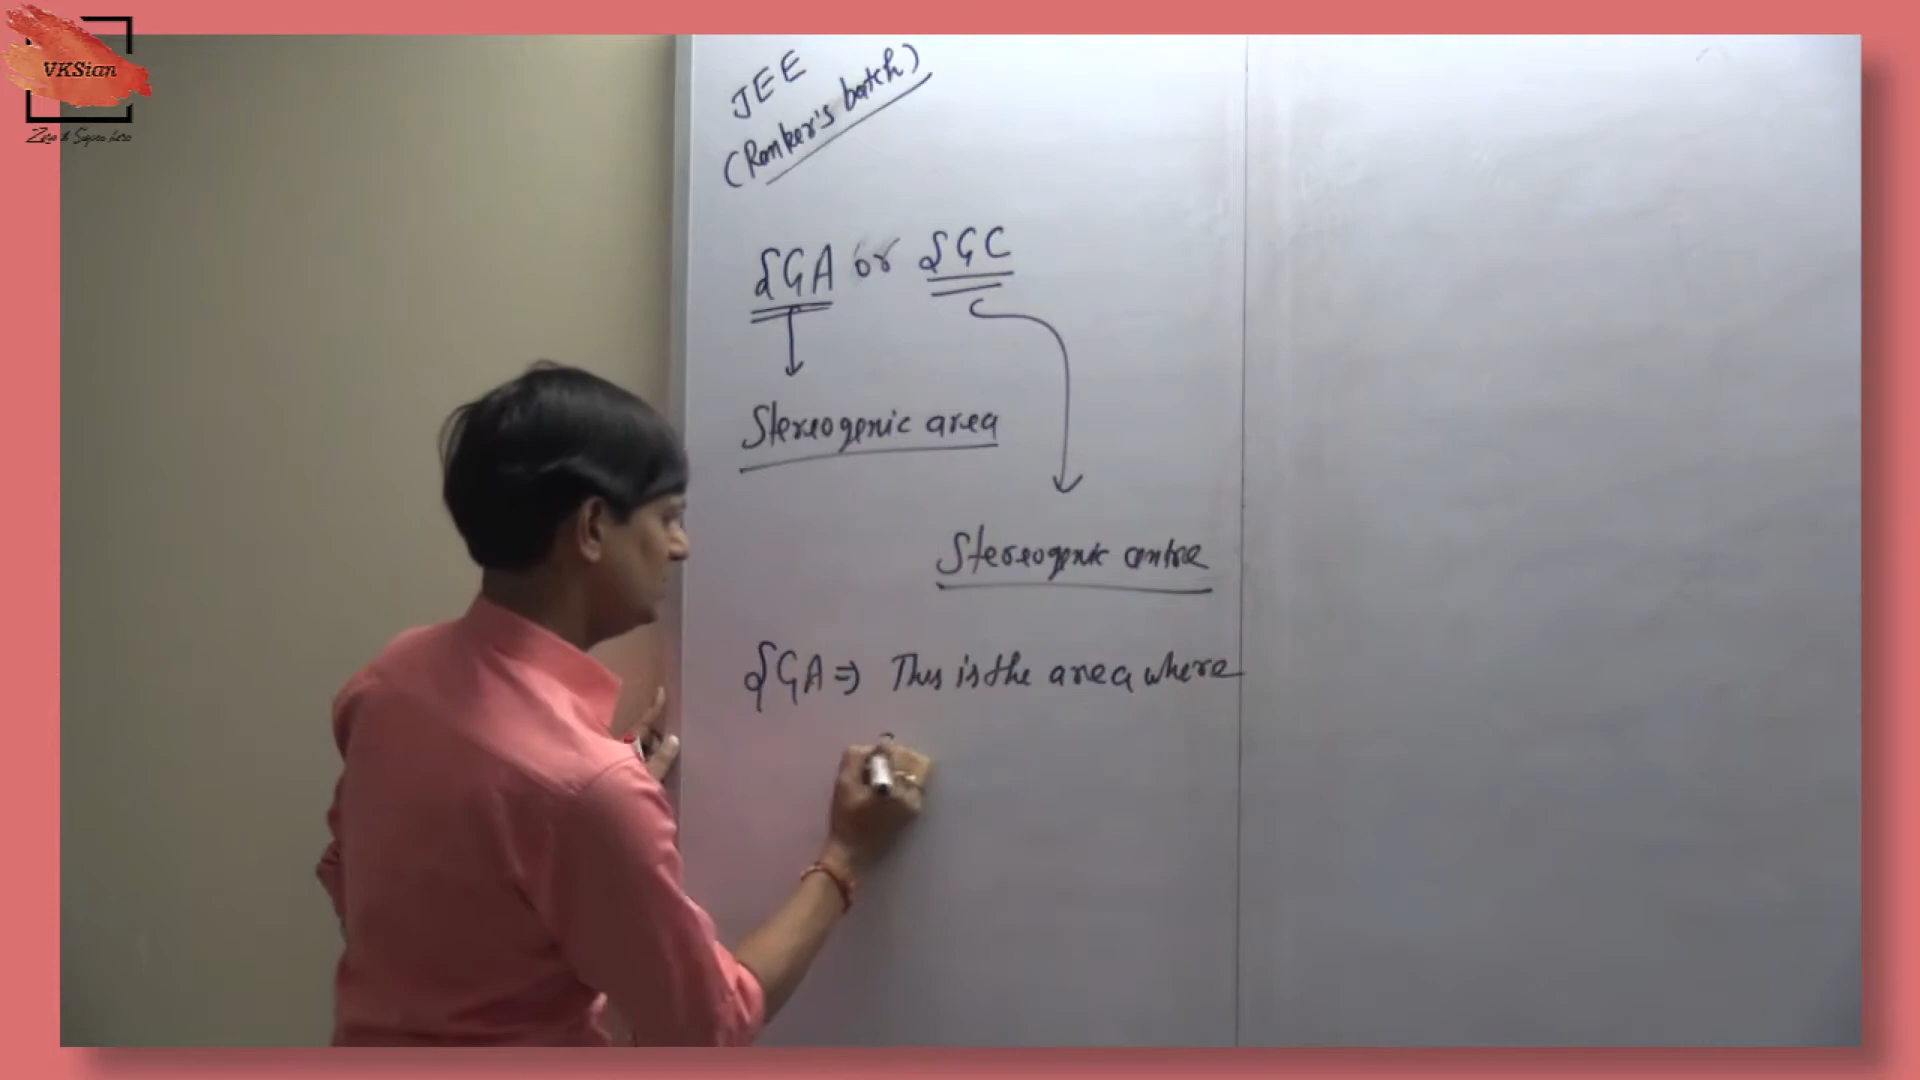 VKSian
JEE
(Ranker's batch)
SGA or SGC
Stereogenic area
Stereogenic centre
SGA ⇒ This is the area where